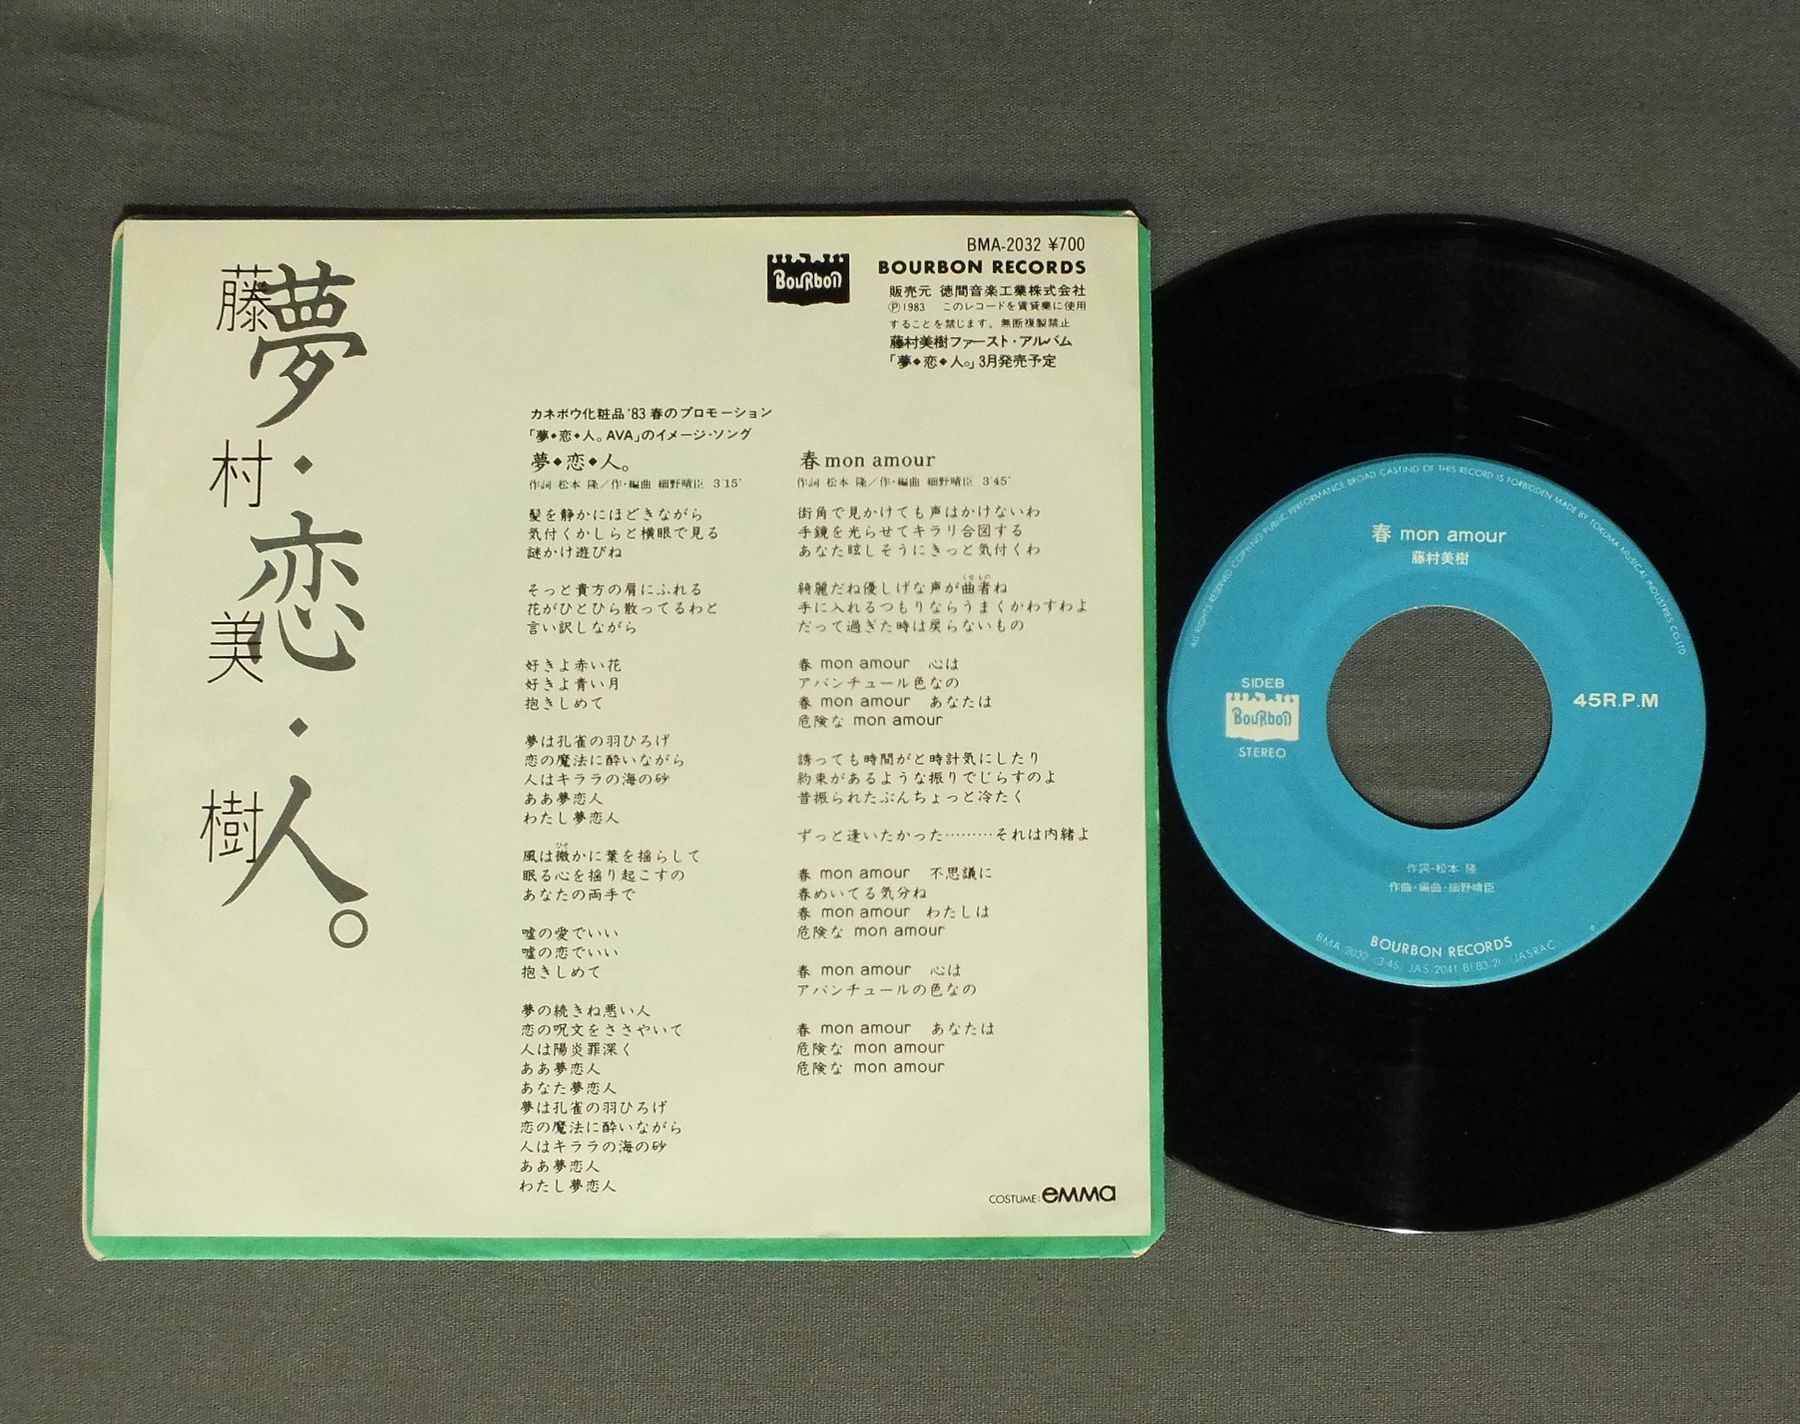 夢・恋・人。
藤村美樹
BMA-2032 ¥700
Bourbon
BOURBON RECORDS
販売元 徳間音楽工業株式会社
Ⓟ1983 このレコードを賃貸業に使用
することを禁じます。無断複製禁止
藤村美樹ファースト・アルバム
「夢◆恋◆人。」3月発売予定
カネボウ化粧品'83春のプロモーション
「夢◆恋◆人。AVA」のイメージ・ソング
夢◆恋◆人。
作詞 松本 隆／作・編曲 細野晴臣 3'15"
髪を静かにほどきながら
気付くかしらと横眼で見る
謎かけ遊びね
そっと貴方の肩にふれる
花がひとひら散ってるわと
言い訳しながら
好きよ赤い花
好きよ青い月
抱きしめて
夢は孔雀の羽ひろげ
恋の魔法に酔いながら
人はキララの海の砂
ああ夢恋人
わたし夢恋人
風は微かに葉を揺らして
眠る心を揺り起こすの
あなたの両手で
嘘の愛でいい
嘘の恋でいい
抱きしめて
夢の続きね悪い人
恋の呪文をささやいて
人は陽炎罪深く
ああ夢恋人
あなた夢恋人
夢は孔雀の羽ひろげ
恋の魔法に酔いながら
人はキララの海の砂
ああ夢恋人
わたし夢恋人
春 mon amour
作詞 松本 隆／作・編曲 細野晴臣 3'45"
街角で見かけても声はかけないわ
手鏡を光らせてキラリ合図する
あなた眩しそうにきっと気付くわ
綺麗だね優しげな声が曲者ね
手に入れるつもりならうまくかわすわよ
だって過ぎた時は戻らないもの
春 mon amour 心は
アバンチュール色なの
春 mon amour あなたは
危険な mon amour
誘っても時間がと時計気にしたり
約束があるような振りでじらすのよ
昔振られたぶんちょっと冷たく
ずっと逢いたかった………それは内緒よ
春 mon amour 不思議に
春めいてる気分ね
春 mon amour わたしは
危険な mon amour
春 mon amour 心は
アバンチュールの色なの
春 mon amour あなたは
危険な mon amour
危険な mon amour
COSTUME: emma
ALL RIGHTS RESERVED COPYING PUBLIC PERFORMANCE BROAD CASTING OF THIS RECORD IS FORBIDDEN MADE BY TOKUMA MUSICAL INDUSTRIES CO LTD
春 mon amour
藤村美樹
SIDEB
Bourbon
STEREO
45R.P.M
作詞・松本 隆
作曲・編曲・細野晴臣
BOURBON RECORDS
BMA 2032 (3:45) JAS-2041 B1'83 21 JASRAC